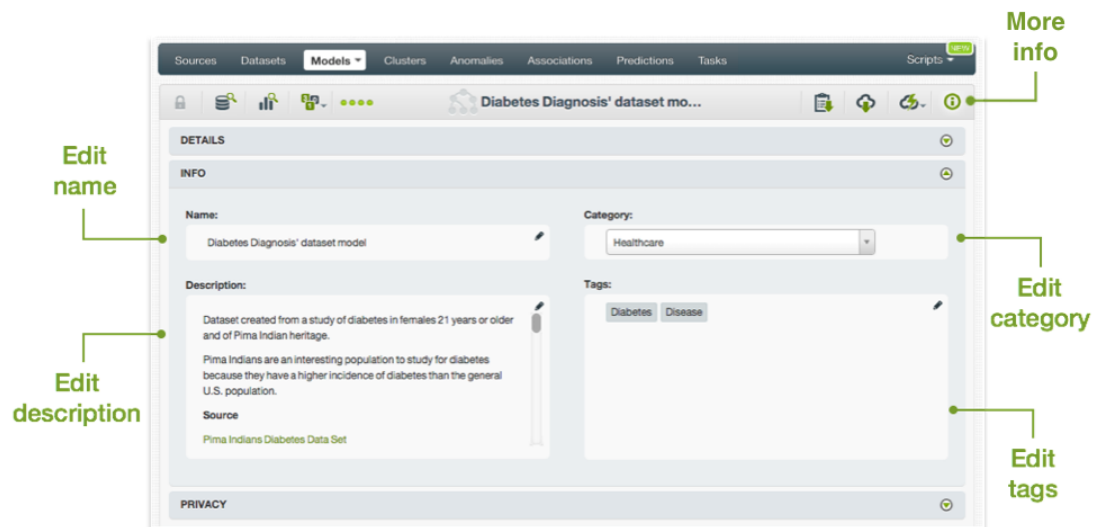 More
info
NEW
Sources Datasets Models Clusters Anomalies Associations Predictions Tasks Scripts
Diabetes Diagnosis' dataset mo...
DETAILS
INFO
Edit
name
Name:
Diabetes Diagnosis' dataset model
Category:
Healthcare
Edit
category
Description:
Dataset created from a study of diabetes in females 21 years or older
and of Pima Indian heritage.
Pima Indians are an interesting population to study for diabetes
because they have a higher incidence of diabetes than the general
U.S. population.
Source
Pima Indians Diabetes Data Set
Edit
description
Tags:
Diabetes Disease
Edit
tags
PRIVACY